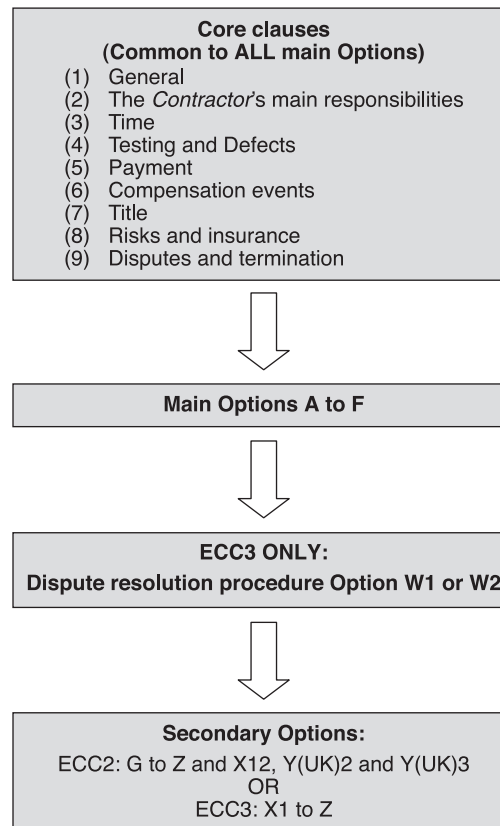 Core clauses
(Common to ALL main Options)
(1) General
(2) The Contractor's main responsibilities
(3) Time
(4) Testing and Defects
(5) Payment
(6) Compensation events
(7) Title
(8) Risks and insurance
(9) Disputes and termination
Main Options A to F
ECC3 ONLY:
Dispute resolution procedure Option W1 or W2
Secondary Options:
ECC2: G to Z and X12, Y(UK)2 and Y(UK)3
OR
ECC3: X1 to Z